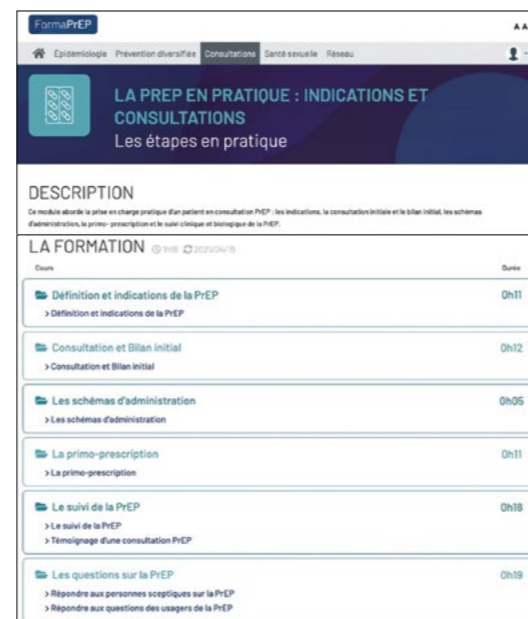 FormaPrEP
A A
Épidémiologie Prévention diversifiée Consultations Santé sexuelle Réseau
LA PREP EN PRATIQUE : INDICATIONS ET
CONSULTATIONS
Les étapes en pratique
DESCRIPTION
Ce module aborde la prise en charge pratique d'un patient en consultation PrEP : les indications, la consultation initiale et le bilan initial, les schémas
d'administration, la primo- prescription et le suivi clinique et biologique de la PrEP.
LA FORMATION 1h18 2021/04/15
Cours Durée
Définition et indications de la PrEP 0h11
> Définition et indications de la PrEP
Consultation et Bilan initial 0h12
> Consultation et Bilan initial
Les schémas d'administration 0h05
> Les schémas d'administration
La primo-prescription 0h11
> La primo-prescription
Le suivi de la PrEP 0h18
> Le suivi de la PrEP
> Témoignage d'une consultation PrEP
Les questions sur la PrEP 0h19
> Répondre aux personnes sceptiques sur la PrEP
> Répondre aux questions des usagers de la PrEP